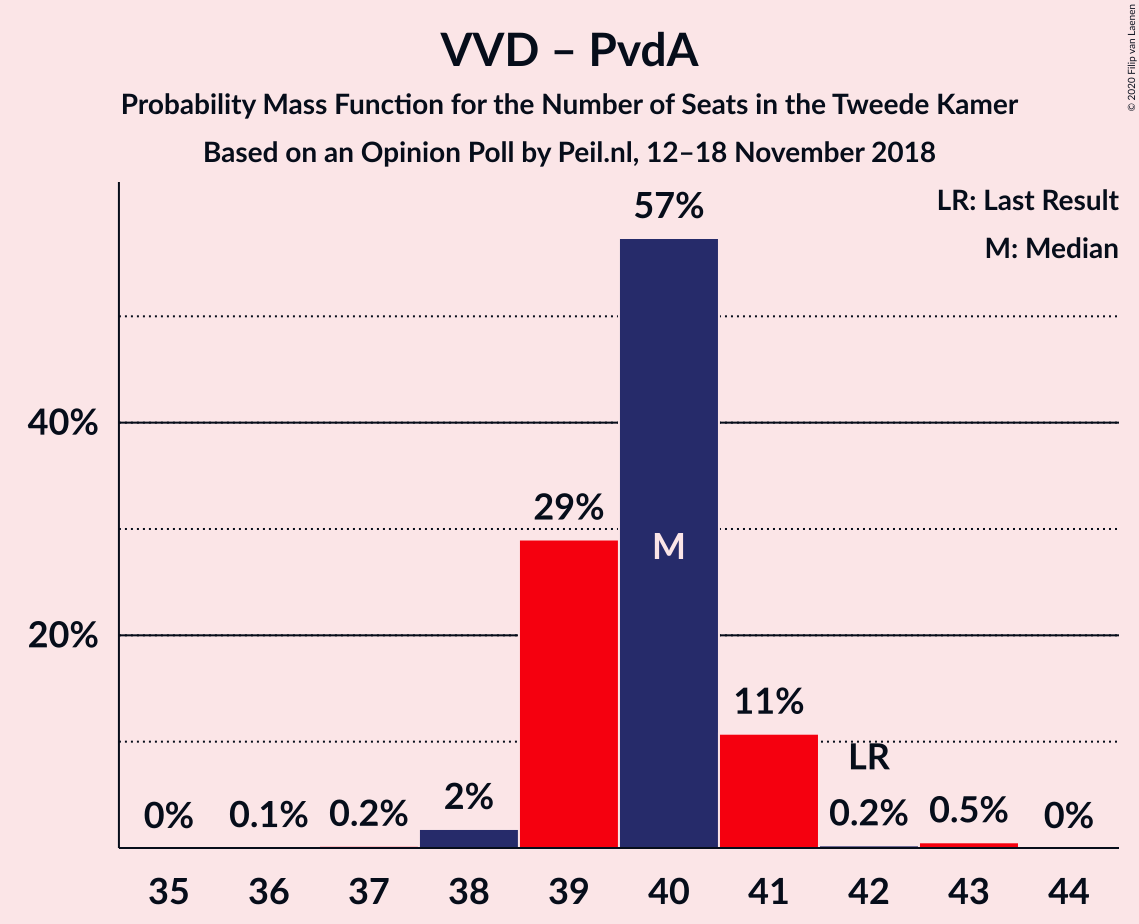 VVD – PvdA
Probability Mass Function for the Number of Seats in the Tweede Kamer
Based on an Opinion Poll by Peil.nl, 12–18 November 2018
© 2020 Filip van Laenen
LR: Last Result
M: Median
57%
40%
29%
M
20%
11%
LR
0%
0.1%
0.2%
2%
0.2%
0.5%
0%
35 36 37 38 39 40 41 42 43 44